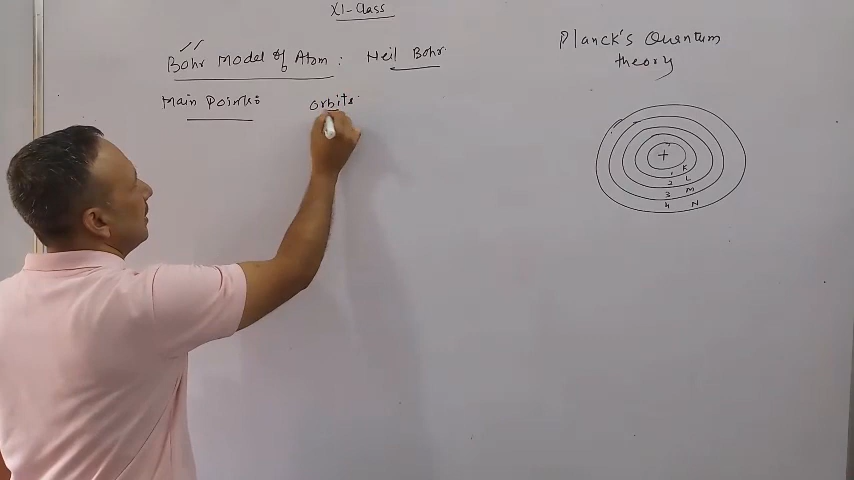 XI-Class
Bohr Model of Atom: Neil Bohr
Main Points: orbits
Planck's Quantum
theory
+
K
1 L
2 M
3 N
4